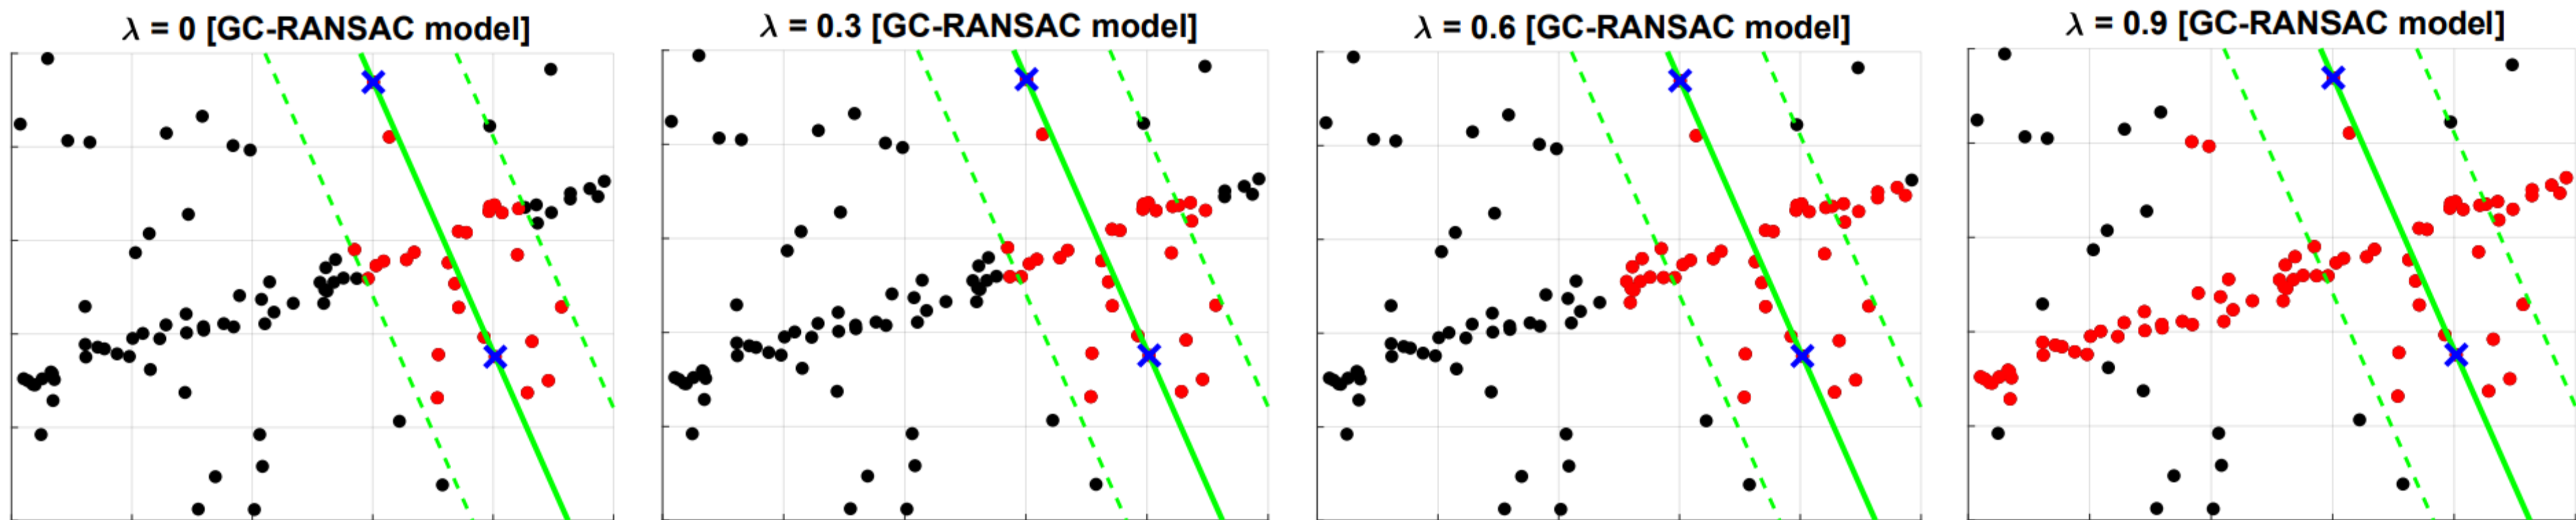 λ = 0 [GC-RANSAC model]
λ = 0.3 [GC-RANSAC model]
λ = 0.6 [GC-RANSAC model]
λ = 0.9 [GC-RANSAC model]